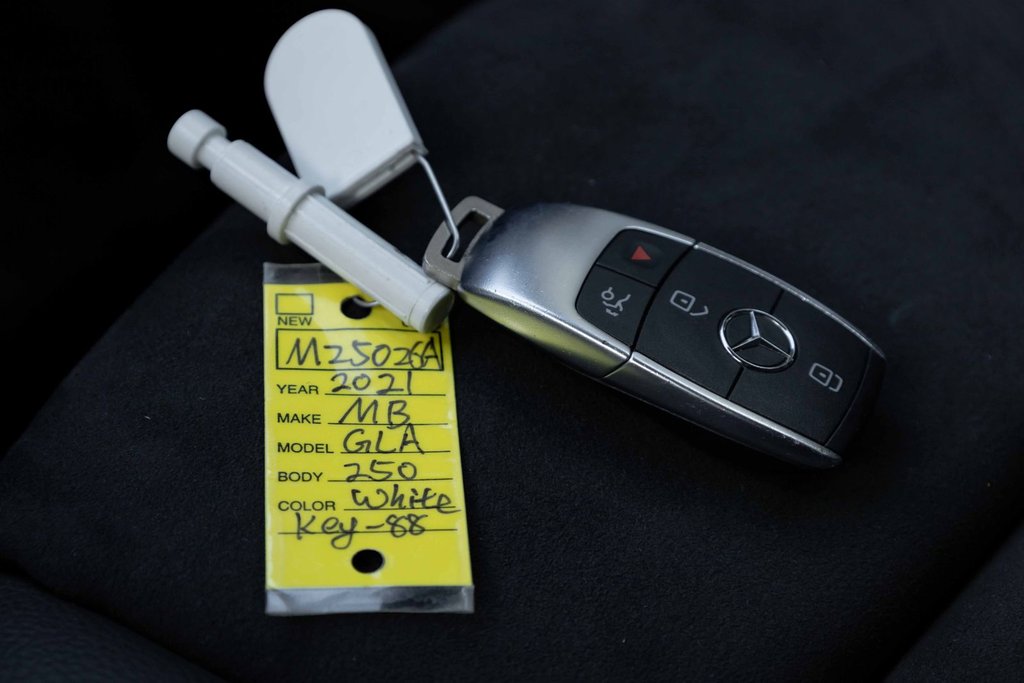 NEW
M25026A
YEAR 2021
MAKE MB
MODEL GLA
BODY 250
COLOR White
Key-88